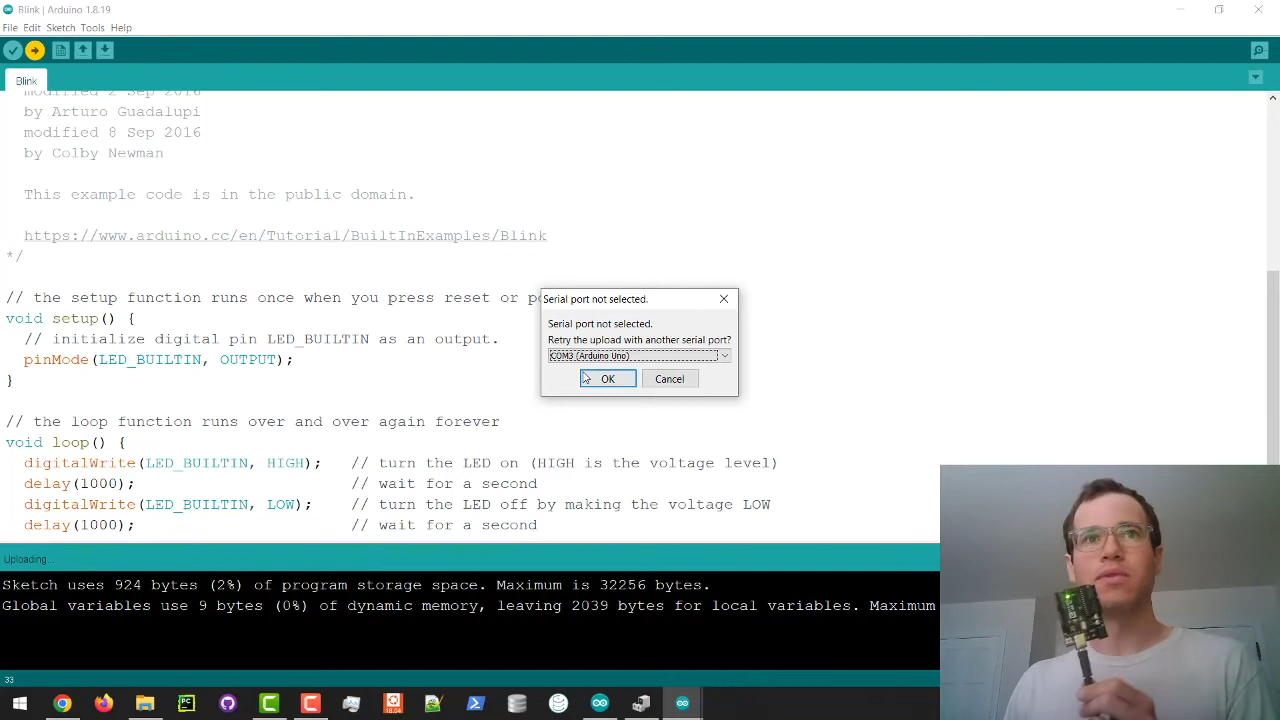 Blink | Arduino 1.8.19
File Edit Sketch Tools Help
Blink
modified 2 Sep 2016
by Arturo Guadalupi
modified 8 Sep 2016
by Colby Newman
This example code is in the public domain.
https://www.arduino.cc/en/Tutorial/BuiltInExamples/Blink
*/
// the setup function runs once when you press reset or
void setup() {
// initialize digital pin LED_BUILTIN as an output.
pinMode(LED_BUILTIN, OUTPUT);
}
// the loop function runs over and over again forever
void loop() {
digitalWrite(LED_BUILTIN, HIGH); // turn the LED on (HIGH is the voltage level)
delay(1000); // wait for a second
digitalWrite(LED_BUILTIN, LOW); // turn the LED off by making the voltage LOW
delay(1000); // wait for a second
Serial port not selected.
Serial port not selected.
Retry the upload with another serial port?
COM3 (Arduino Uno)
OK Cancel
Uploading...
Sketch uses 924 bytes (2%) of program storage space. Maximum is 32256 bytes.
Global variables use 9 bytes (0%) of dynamic memory, leaving 2039 bytes for local variables. Maximum
33
PC
18.04